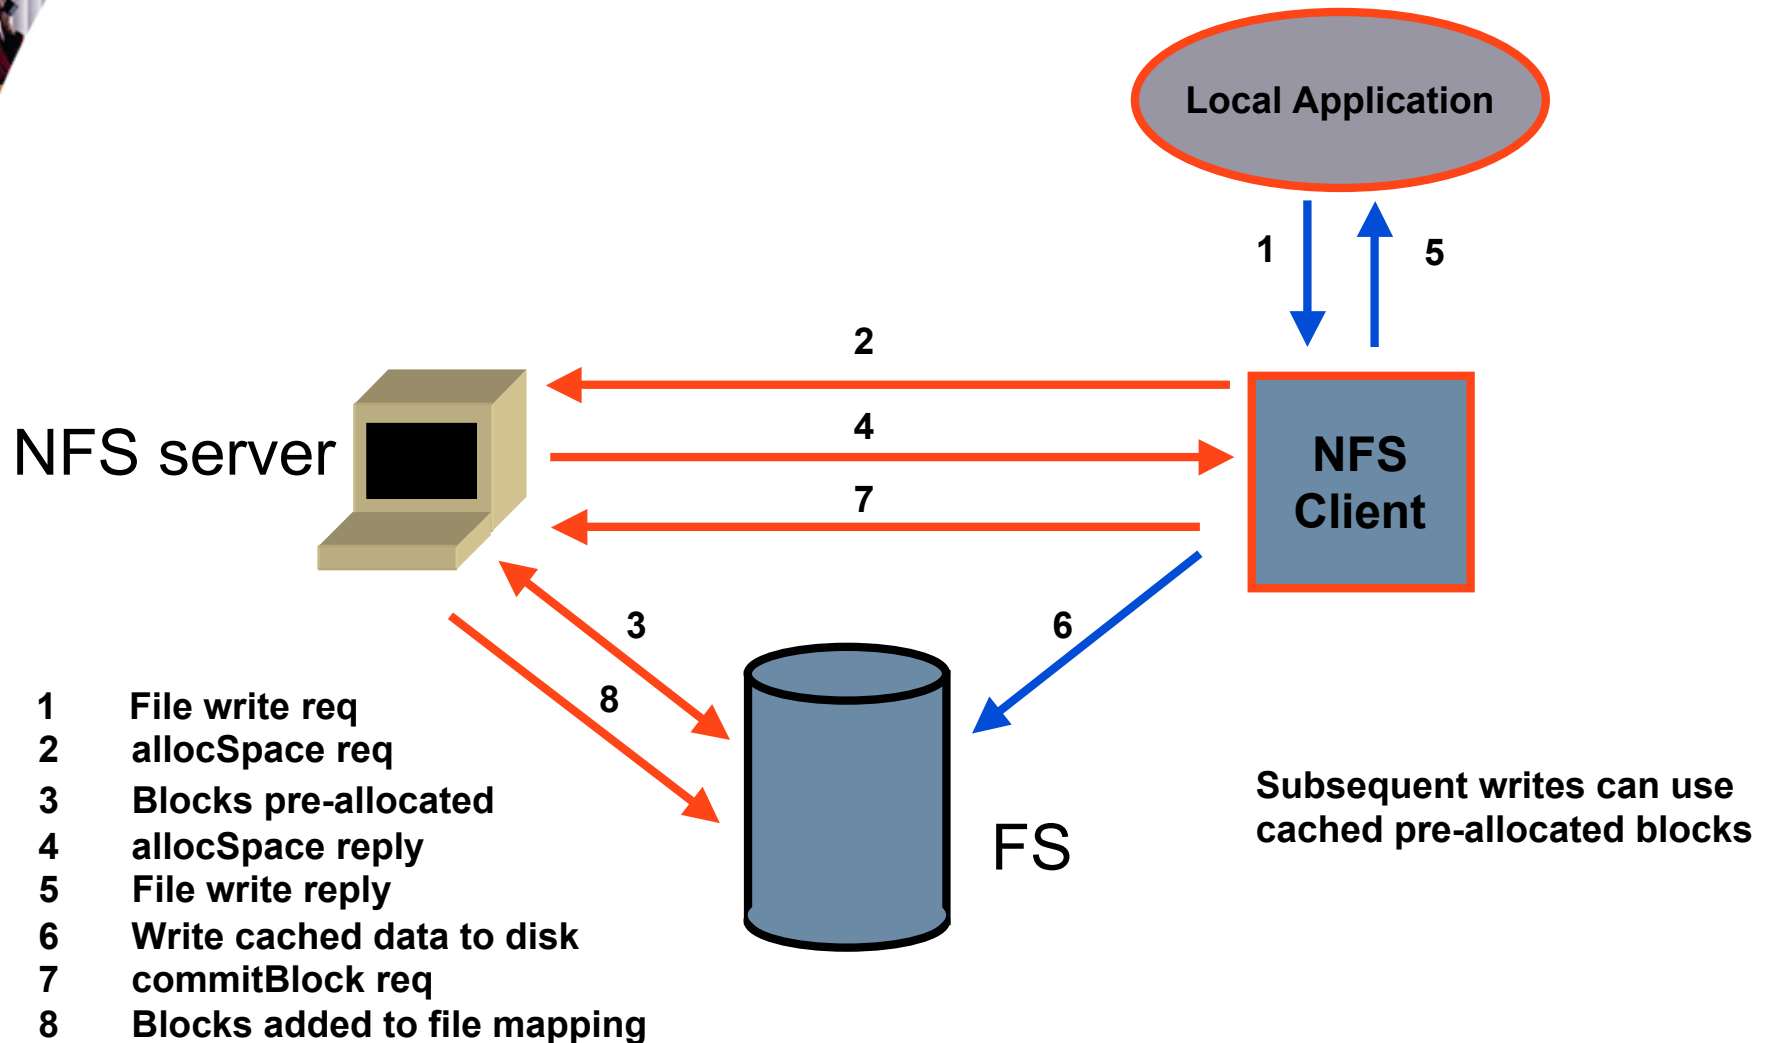 Local Application
1
5
2
4
7
NFS server
NFS
Client
3
6
8
1 File write req
2 allocSpace req
3 Blocks pre-allocated
4 allocSpace reply
5 File write reply
6 Write cached data to disk
7 commitBlock req
8 Blocks added to file mapping
FS
Subsequent writes can use
cached pre-allocated blocks